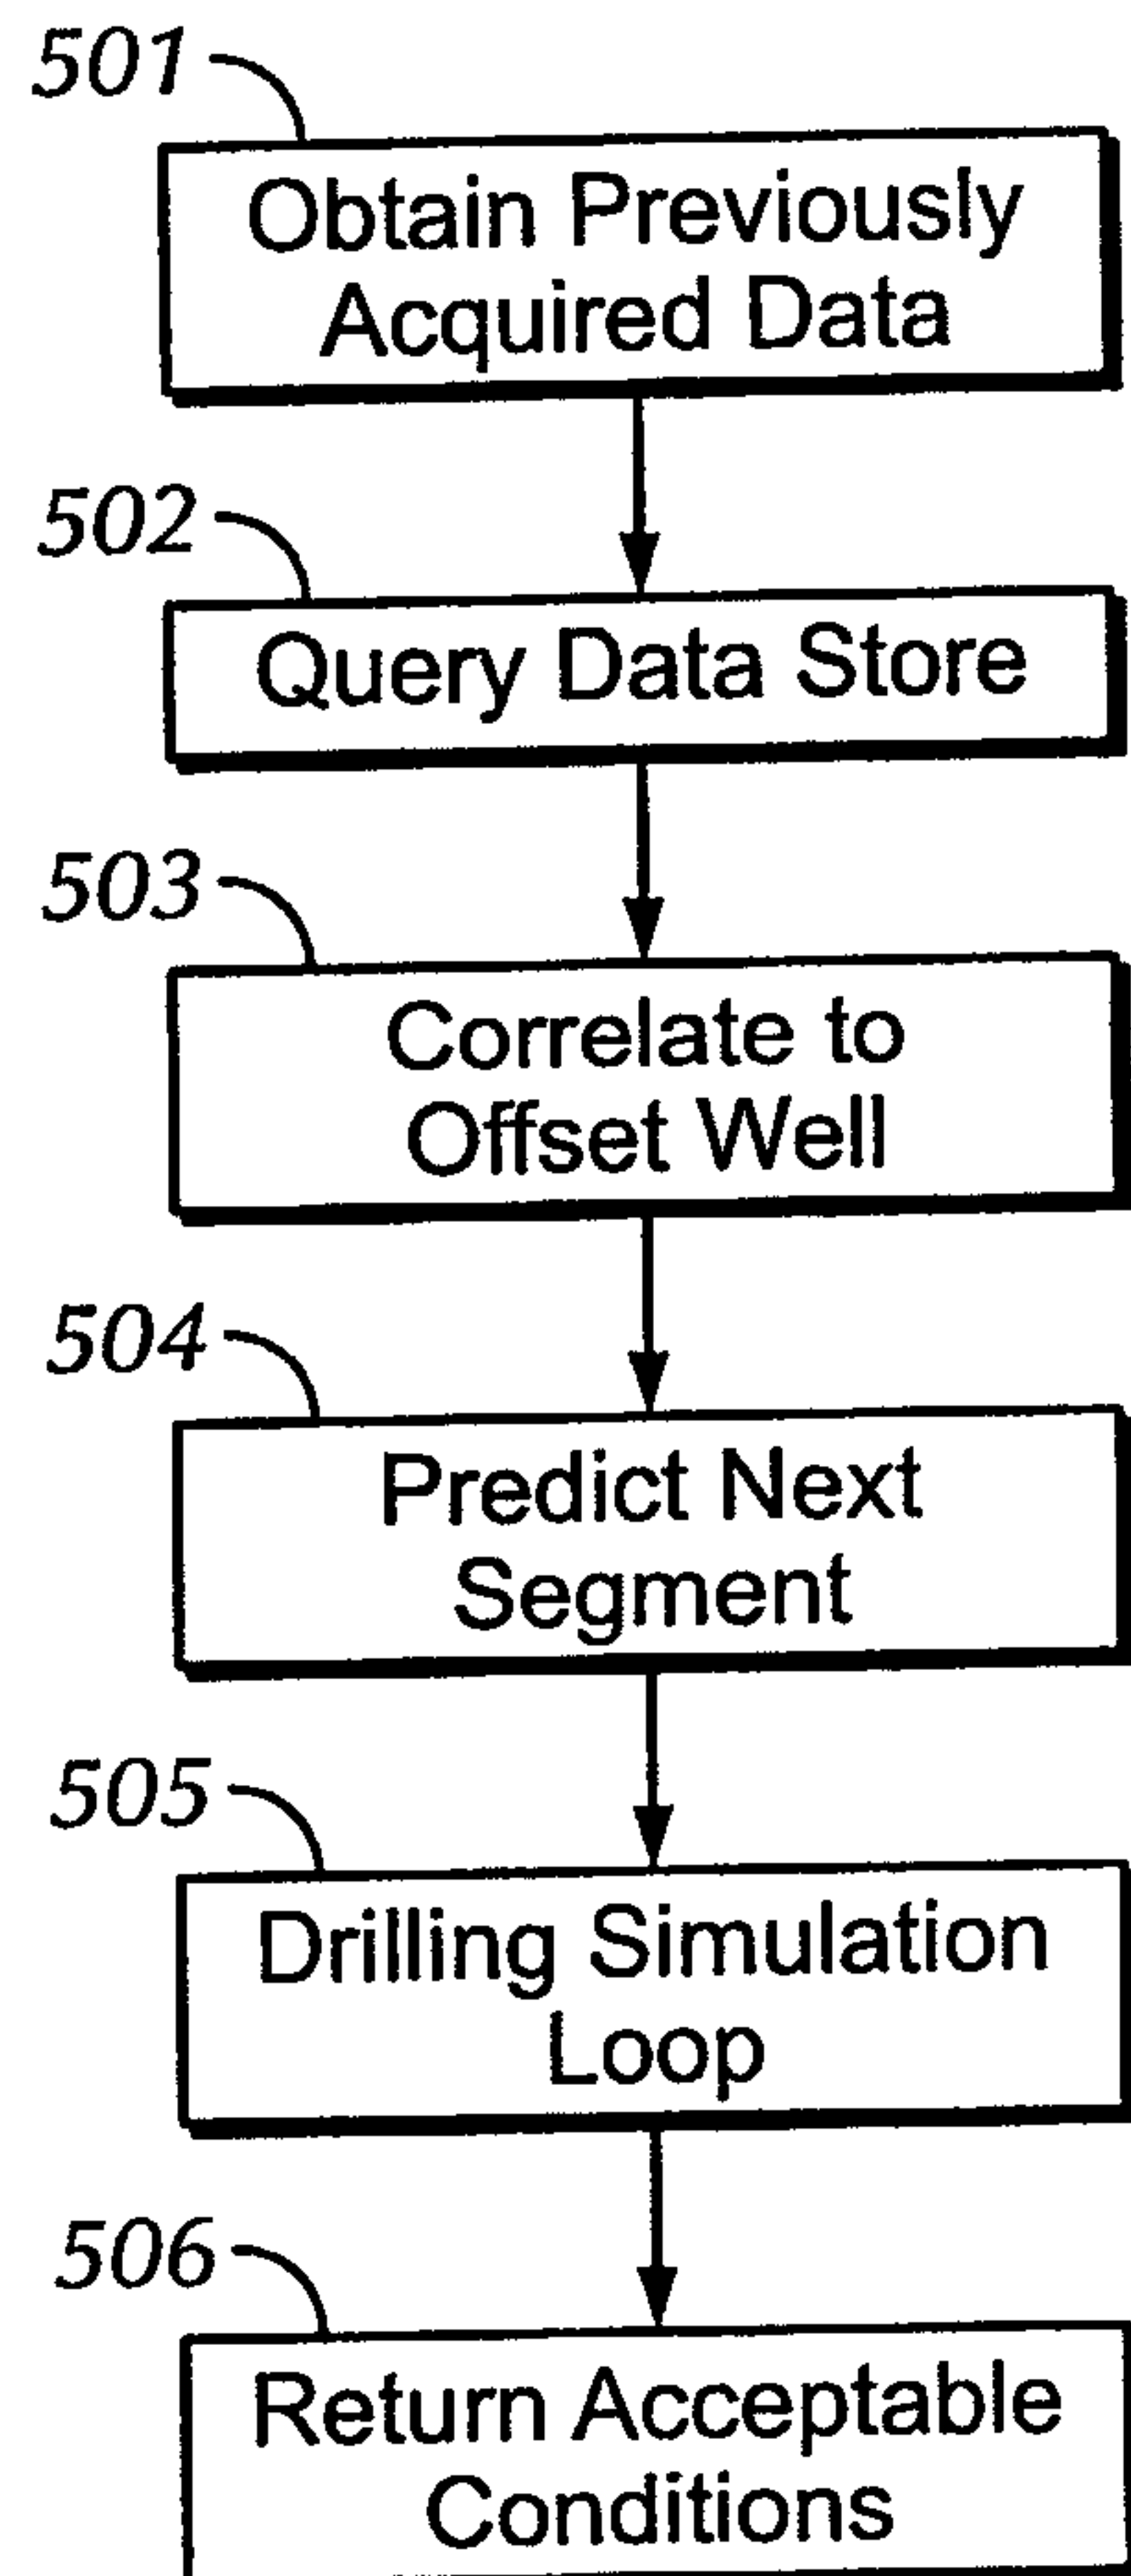 501
Obtain Previously
Acquired Data
502
Query Data Store
503
Correlate to
Offset Well
504
Predict Next
Segment
505
Drilling Simulation
Loop
506
Return Acceptable
Conditions